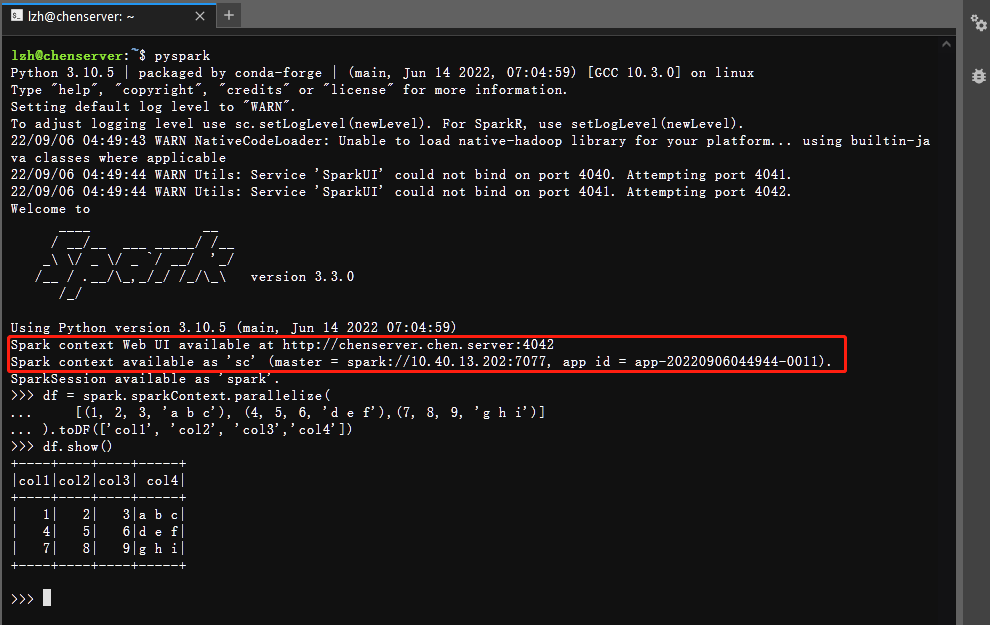 lzh@chenserver: ~
lzh@chenserver:~$ pyspark
Python 3.10.5 | packaged by conda-forge | (main, Jun 14 2022, 07:04:59) [GCC 10.3.0] on linux
Type "help", "copyright", "credits" or "license" for more information.
Setting default log level to "WARN".
To adjust logging level use sc.setLogLevel(newLevel). For SparkR, use setLogLevel(newLevel).
22/09/06 04:49:43 WARN NativeCodeLoader: Unable to load native-hadoop library for your platform... using builtin-ja
va classes where applicable
22/09/06 04:49:44 WARN Utils: Service 'SparkUI' could not bind on port 4040. Attempting port 4041.
22/09/06 04:49:44 WARN Utils: Service 'SparkUI' could not bind on port 4041. Attempting port 4042.
Welcome to
      ____              __
     / __/__  ___ _____/ /__
    _\ \/ _ \/ _ `/ __/  '_/
   /__ / .__/\_,_/_/ /_/\_\   version 3.3.0
      /_/
Using Python version 3.10.5 (main, Jun 14 2022 07:04:59)
Spark context Web UI available at http://chenserver.chen.server:4042
Spark context available as 'sc' (master = spark://10.40.13.202:7077, app id = app-20220906044944-0011).
SparkSession available as 'spark'.
>>> df = spark.sparkContext.parallelize(
...     [(1, 2, 3, 'a b c'), (4, 5, 6, 'd e f'),(7, 8, 9, 'g h i')]
... ).toDF(['col1', 'col2', 'col3','col4'])
>>> df.show()
+----+----+----+-----+
|col1|col2|col3| col4|
+----+----+----+-----+
|   1|   2|   3|a b c|
|   4|   5|   6|d e f|
|   7|   8|   9|g h i|
+----+----+----+-----+
>>>